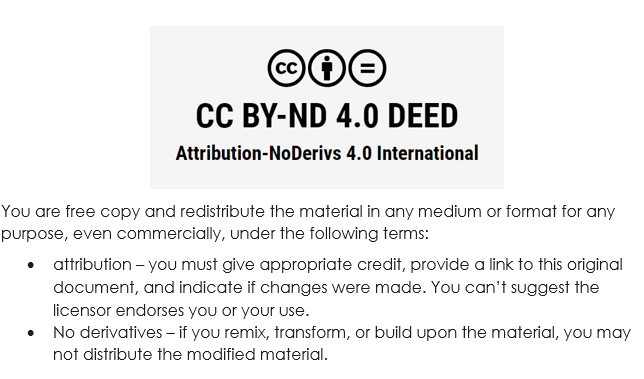 cc
CC BY-ND 4.0 DEED
Attribution-NoDerivs 4.0 International
You are free copy and redistribute the material in any medium or format for any
purpose, even commercially, under the following terms:
• attribution – you must give appropriate credit, provide a link to this original
document, and indicate if changes were made. You can’t suggest the
licensor endorses you or your use.
• No derivatives – if you remix, transform, or build upon the material, you may
not distribute the modified material.